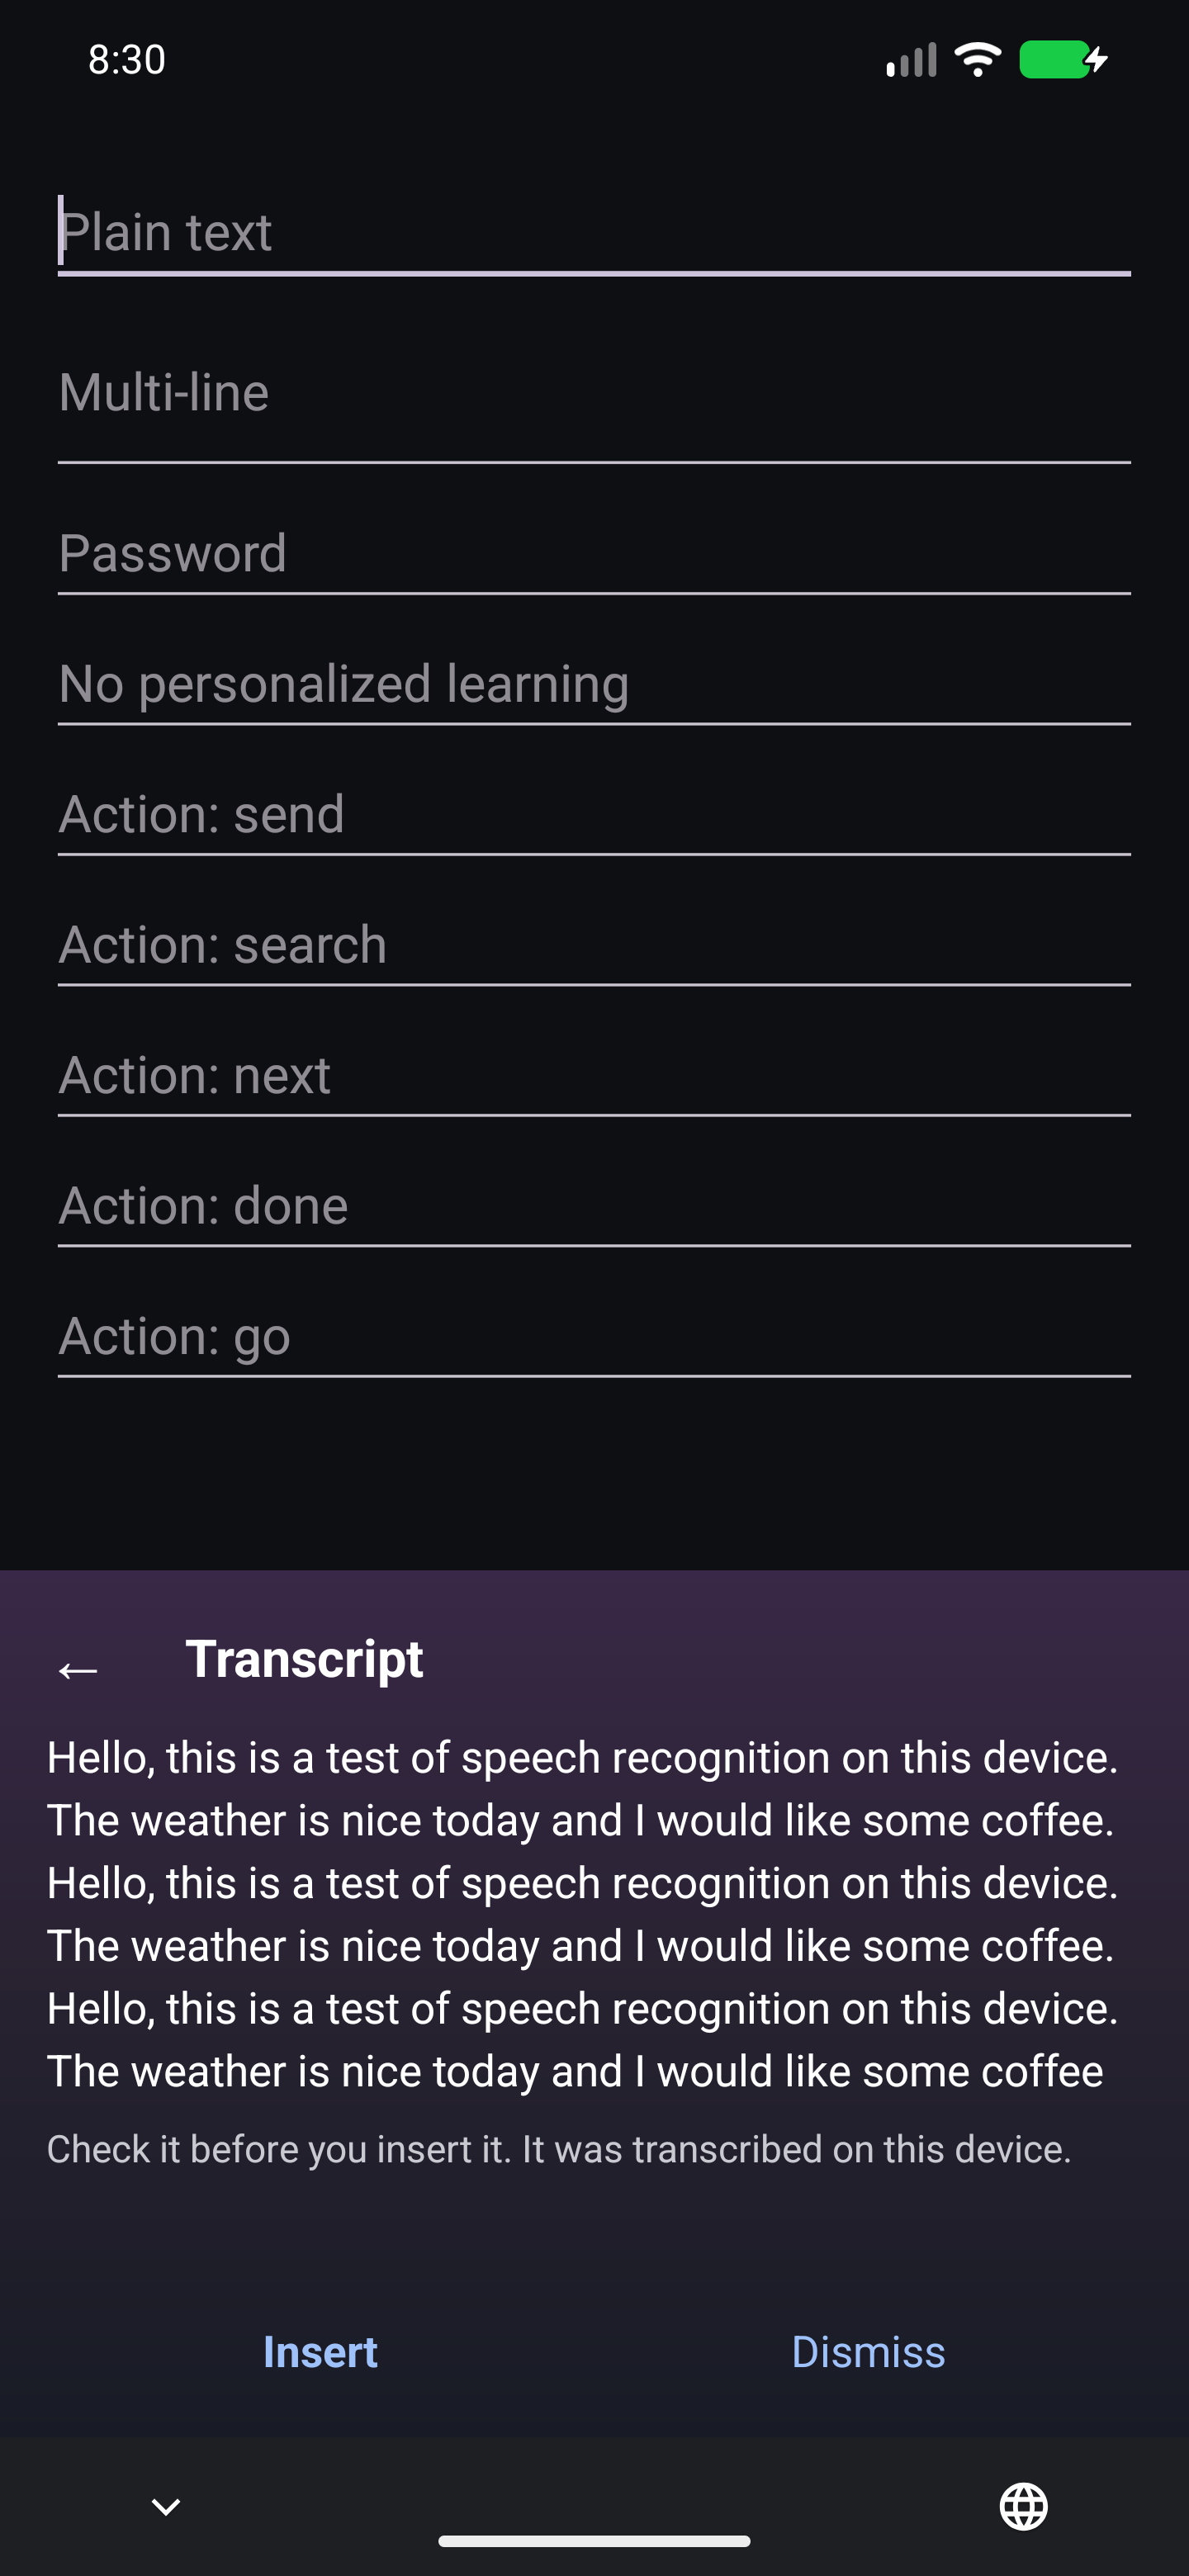 8:30
Plain text
Multi-line
Password
No personalized learning
Action: send
Action: search
Action: next
Action: done
Action: go
← Transcript
Hello, this is a test of speech recognition on this device.
The weather is nice today and I would like some coffee.
Hello, this is a test of speech recognition on this device.
The weather is nice today and I would like some coffee.
Hello, this is a test of speech recognition on this device.
The weather is nice today and I would like some coffee
Check it before you insert it. It was transcribed on this device.
Insert Dismiss